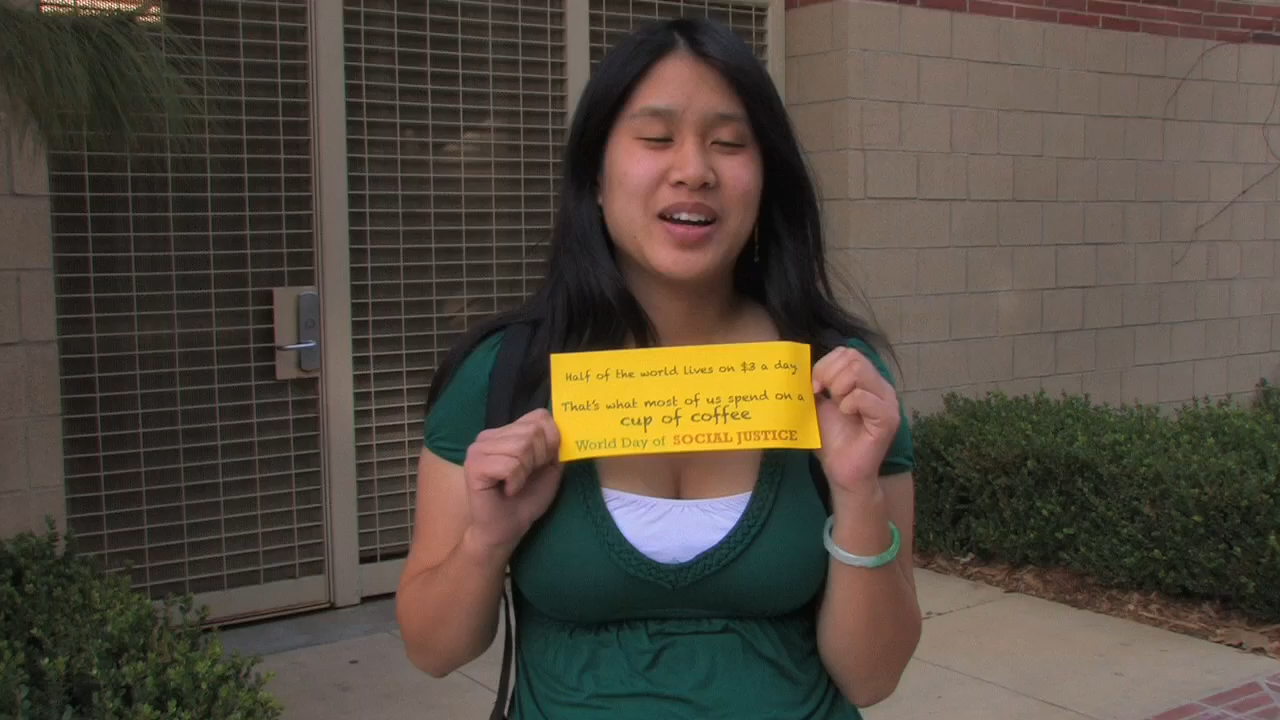 Half of the world lives on $3 a day.
That's what most of us spend on a
cup of coffee
World Day of SOCIAL JUSTICE